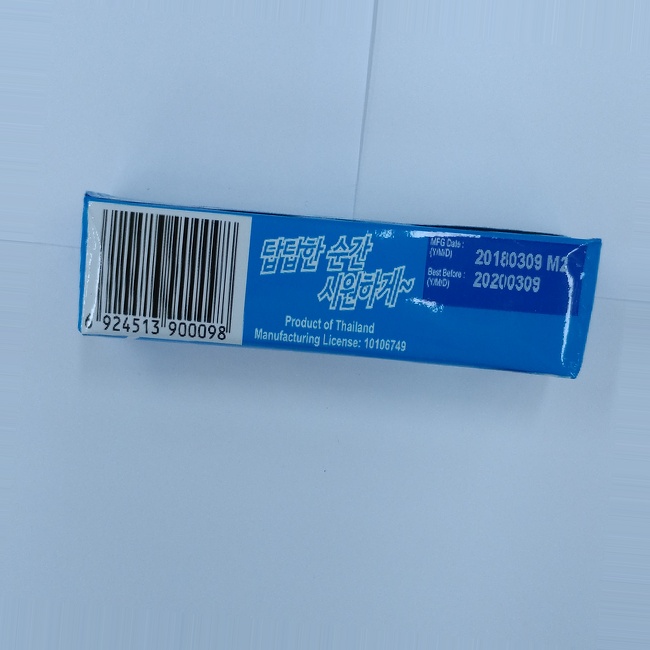 6 924513 900098
답답한 순간
시원하게~
Product of Thailand
Manufacturing License: 10106749
MFG Date :
(Y/M/D)
20180309 M2
Best Before :
(Y/M/D)
20200309